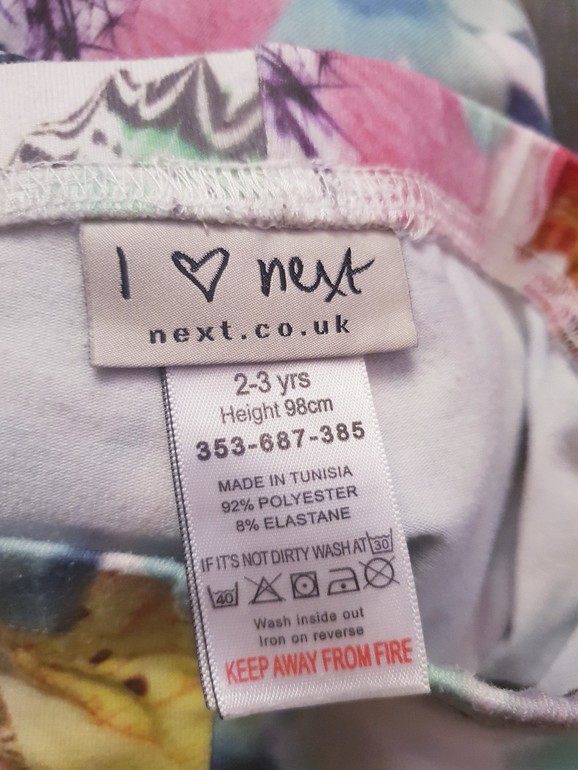 I ♡ next
next.co.uk
2-3 yrs
Height 98cm
353-687-385
MADE IN TUNISIA
92% POLYESTER
8% ELASTANE
IF IT'S NOT DIRTY WASH AT 30
40
Wash inside out
Iron on reverse
KEEP AWAY FROM FIRE